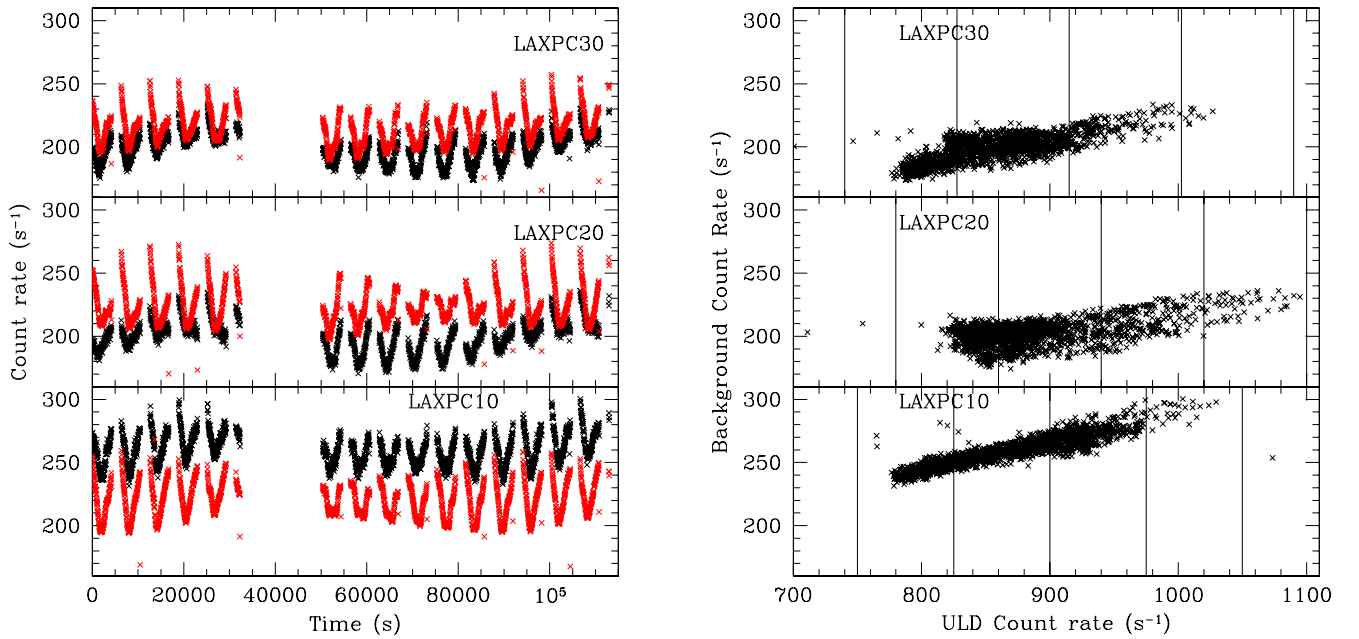 300
LAXPC30
250
200
300
LAXPC20
250
200
300
LAXPC10
250
200
0 20000 40000 60000 80000 10⁵
Time (s)
Count rate (s⁻¹)
300
LAXPC30
250
200
300
LAXPC20
250
200
300
LAXPC10
250
200
700 800 900 1000 1100
ULD Count rate (s⁻¹)
Background Count Rate (s⁻¹)